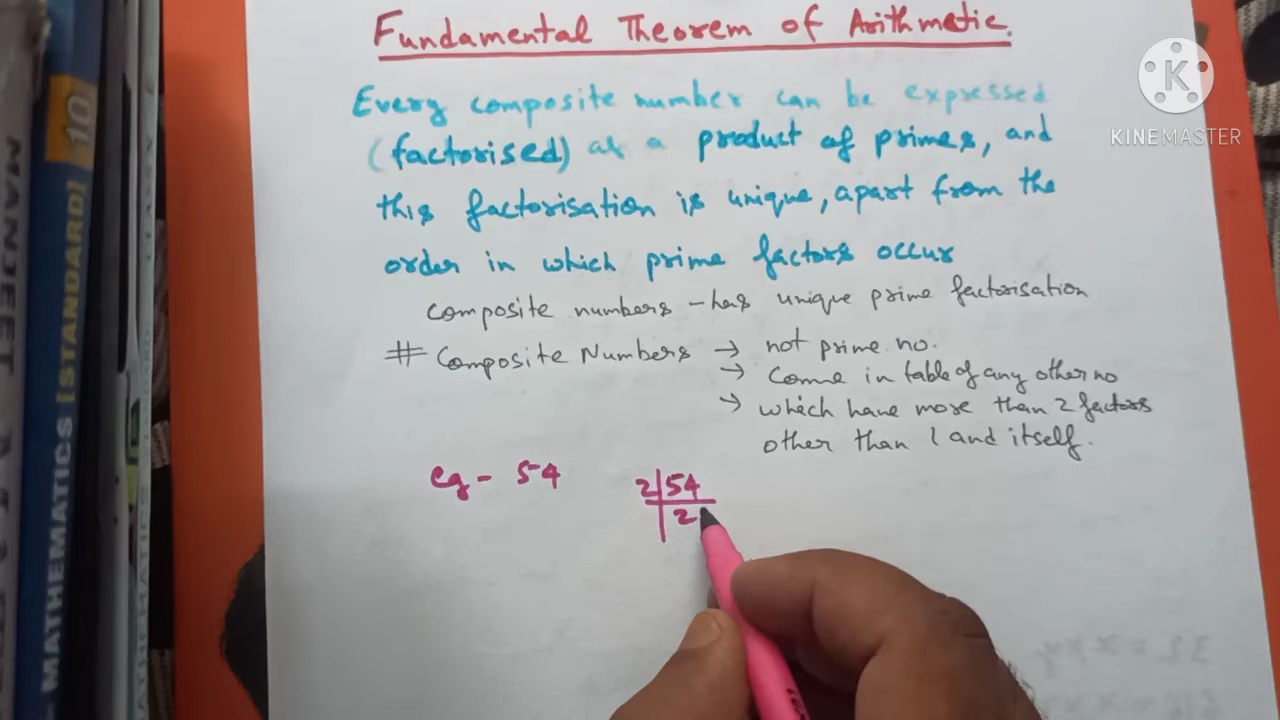 Fundamental Theorem of Arithmetic.
Every composite number can be expressed
(factorised) as a product of primes, and
this factorisation is unique, apart from the
order in which prime factors occur
composite numbers - has unique prime factorisation
# Composite Numbers → not prime no.
→ Come in table of any other no
→ which have more than 2 factors
other than 1 and itself.
eg - 54
2 54
2
KINEMASTER
MANJEET
MATHEMATICS [STANDARD] 10